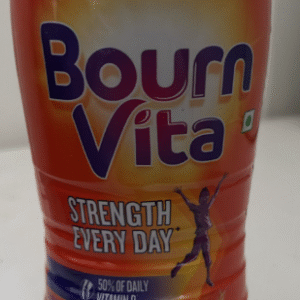 Bourn
Vita
STRENGTH
EVERY DAY*
50% OF DAILY
VITAMIN D